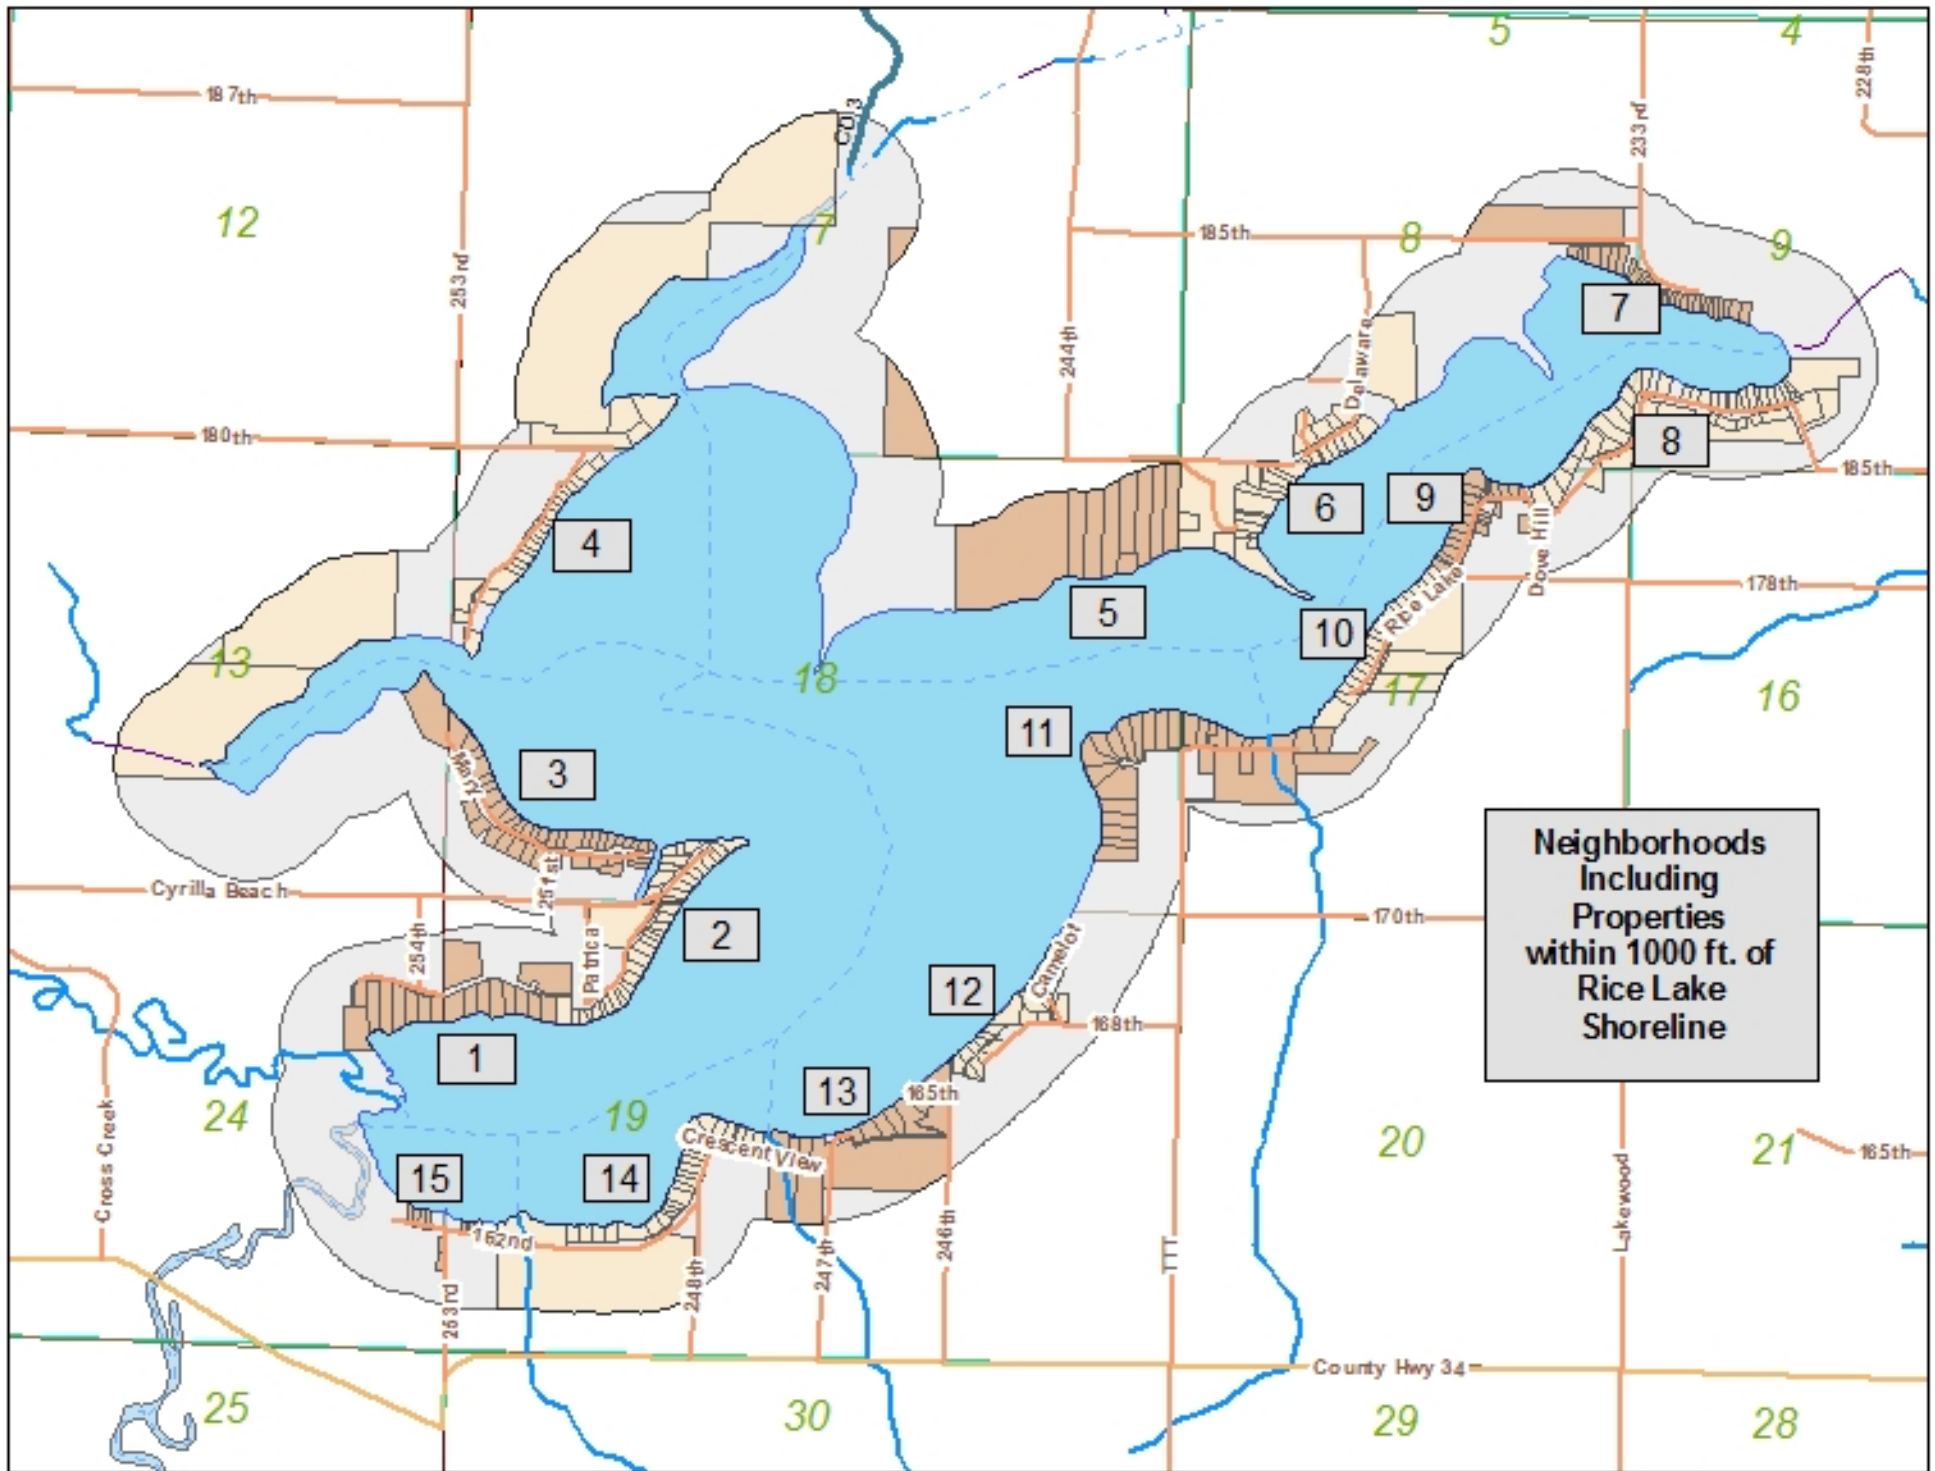 5
4
228th
187th
CD 3
233rd
12
7
185th
8
9
253rd
7
244th
Delaware
180th
8
185th
6
9
4
Dowe Hill
178th
5
Rice Lake
10
13
18
17
16
11
Mary
3
Neighborhoods
Including
Properties
within 1000 ft. of
Rice Lake
Shoreline
251st
Cyrilla Beach
170th
2
254th
Patrica
Camelot
12
168th
1
13
165th
24
19
Cross Creek
Crescent View
20
21
165th
15
14
Lakewood
162nd
246th
247th
248th
TTT
253rd
County Hwy 34
25
30
29
28